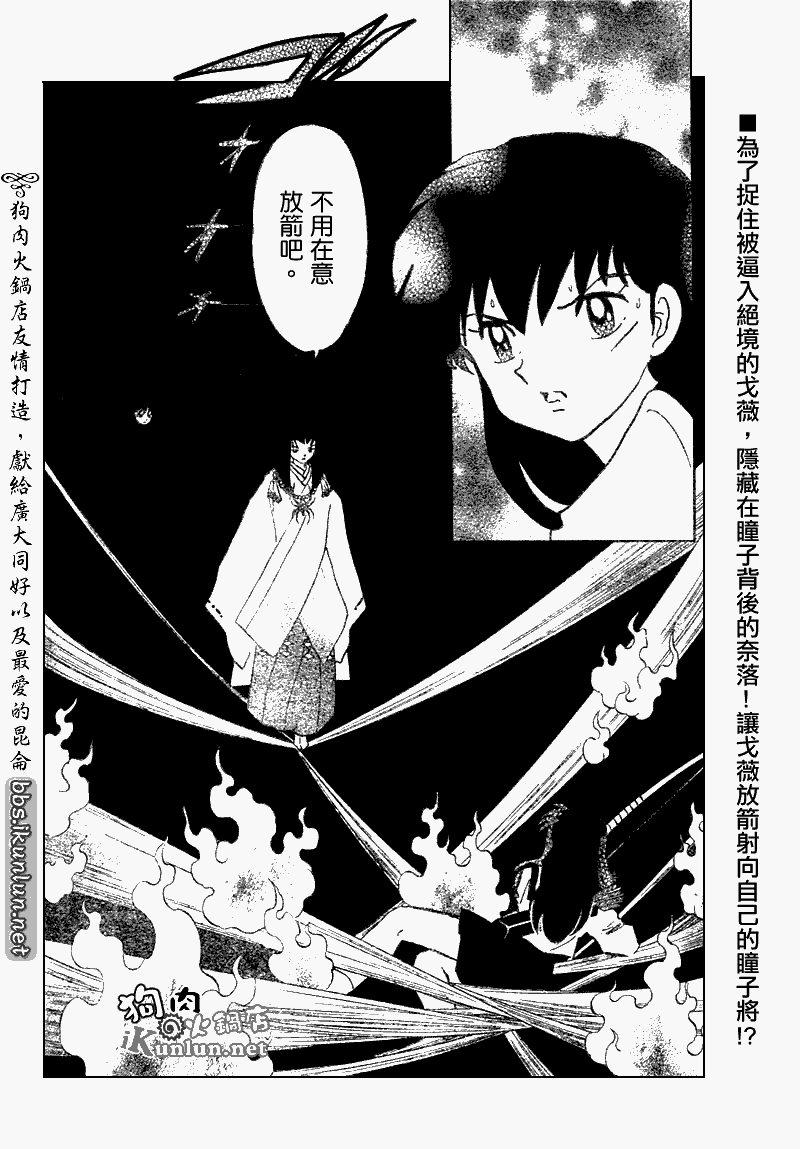 ■為了捉住被逼入絕境的戈薇，隱藏在瞳子背後的奈落！讓戈薇放箭射向自己的瞳子將!?
不用在意
放箭吧。
狗肉火鍋店友情打造，獻給廣大同好以及最愛的昆侖
bbs.ikunlun.net
狗肉火鍋店
iKunlun.net